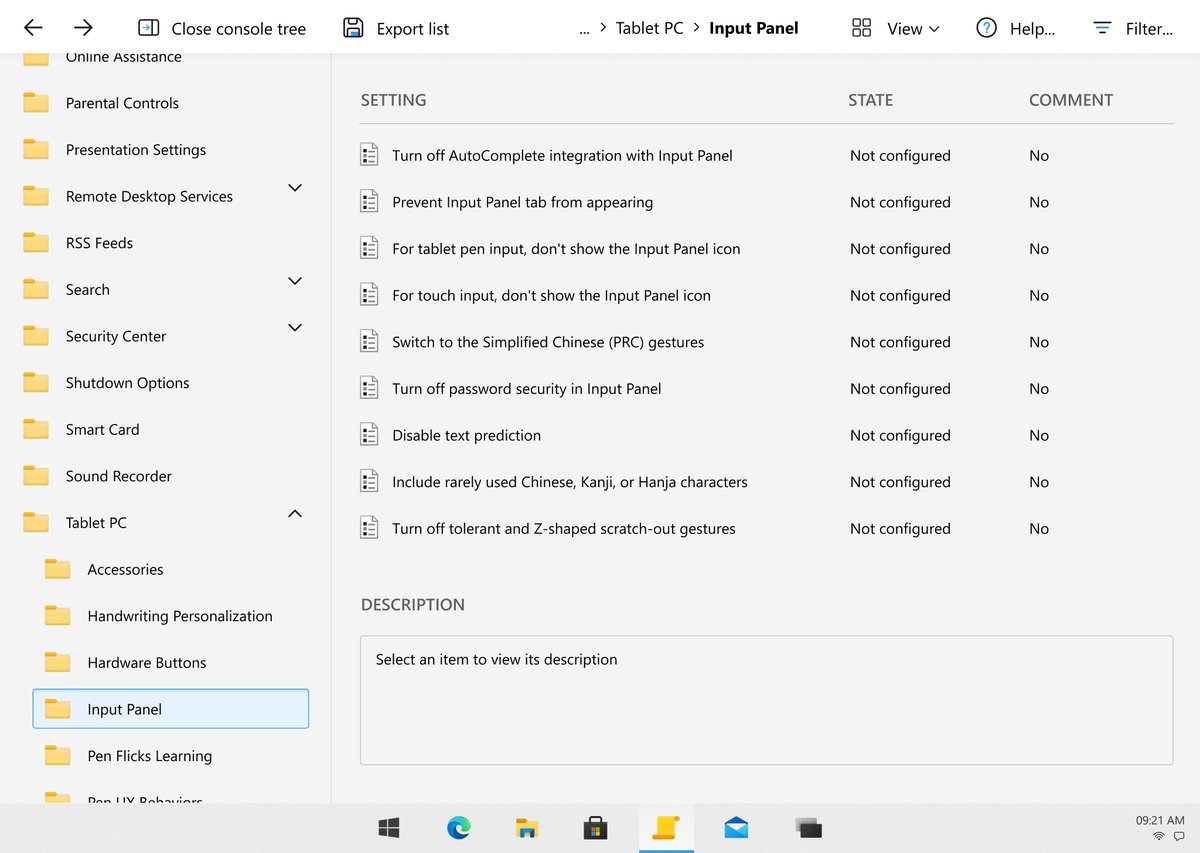 Close console tree
Export list
... > Tablet PC > Input Panel
View
Help...
Filter...
Online Assistance
Parental Controls
Presentation Settings
Remote Desktop Services
RSS Feeds
Search
Security Center
Shutdown Options
Smart Card
Sound Recorder
Tablet PC
Accessories
Handwriting Personalization
Hardware Buttons
Input Panel
Pen Flicks Learning
Pen UX Behaviors
SETTING STATE COMMENT
Turn off AutoComplete integration with Input Panel Not configured No
Prevent Input Panel tab from appearing Not configured No
For tablet pen input, don't show the Input Panel icon Not configured No
For touch input, don't show the Input Panel icon Not configured No
Switch to the Simplified Chinese (PRC) gestures Not configured No
Turn off password security in Input Panel Not configured No
Disable text prediction Not configured No
Include rarely used Chinese, Kanji, or Hanja characters Not configured No
Turn off tolerant and Z-shaped scratch-out gestures Not configured No
DESCRIPTION
Select an item to view its description
09:21 AM